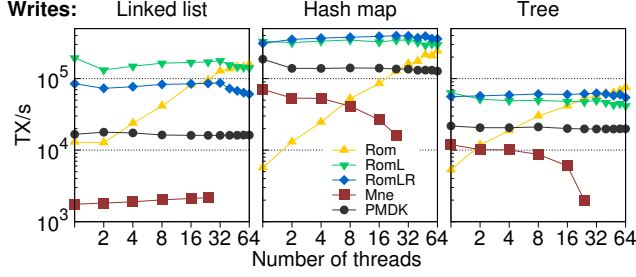 Writes: Linked list Hash map Tree
TX/s
10^5
10^4
10^3
Rom
RomL
RomLR
Mne
PMDK
2 4 8 16 32 64 2 4 8 16 32 64 2 4 8 16 32 64
Number of threads